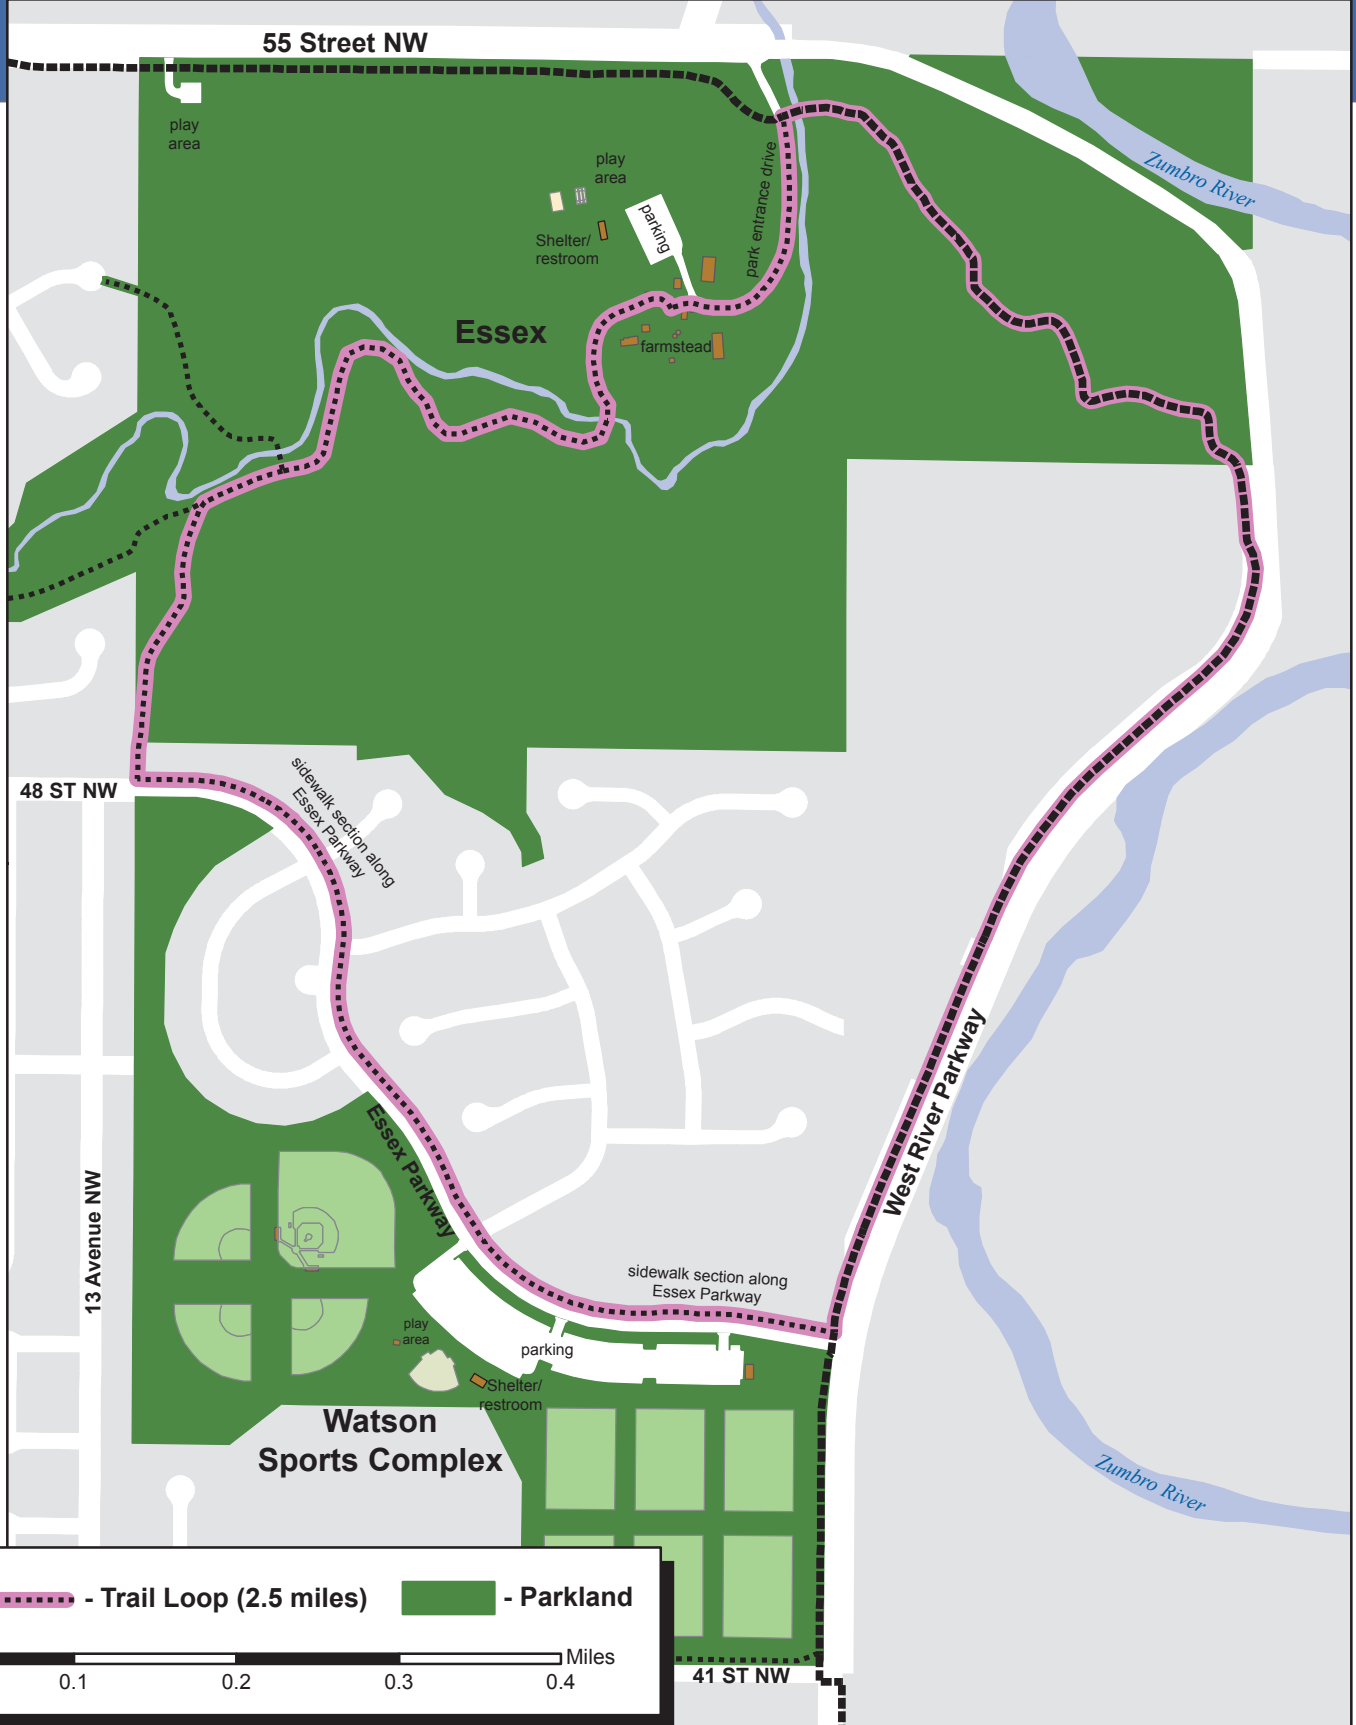 55 Street NW
play
area
play
area
Shelter/
restroom
parking
park entrance drive
Zumbro River
Essex
farmstead
48 ST NW
sidewalk section along
Essex Parkway
13 Avenue NW
Essex Parkway
West River Parkway
sidewalk section along
Essex Parkway
play
area
parking
Shelter/
restroom
Watson
Sports Complex
Zumbro River
- Trail Loop (2.5 miles)
- Parkland
Miles
0.1
0.2
0.3
0.4
41 ST NW